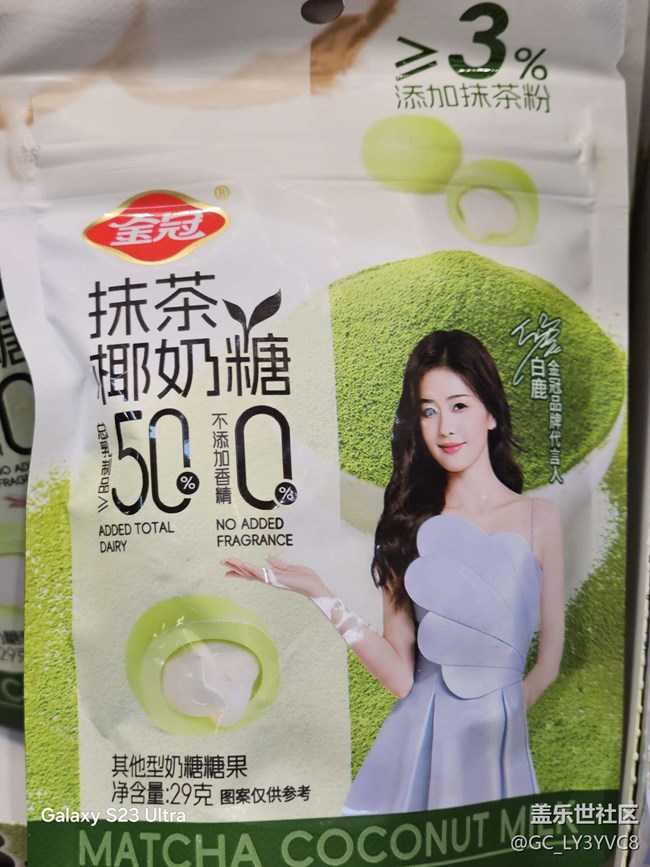 ≥3%
添加抹茶粉
金冠®
抹茶
椰奶糖
总乳制品≥50%
不添加香精0%
ADDED TOTAL
DAIRY
NO ADDED
FRAGRANCE
白鹿
金冠品牌代言人
其他型奶糖糖果
净含量:29克 图案仅供参考
Galaxy S23 Ultra
MATCHA COCONUT MILK
盖乐世社区
@GC_LY3YVC8